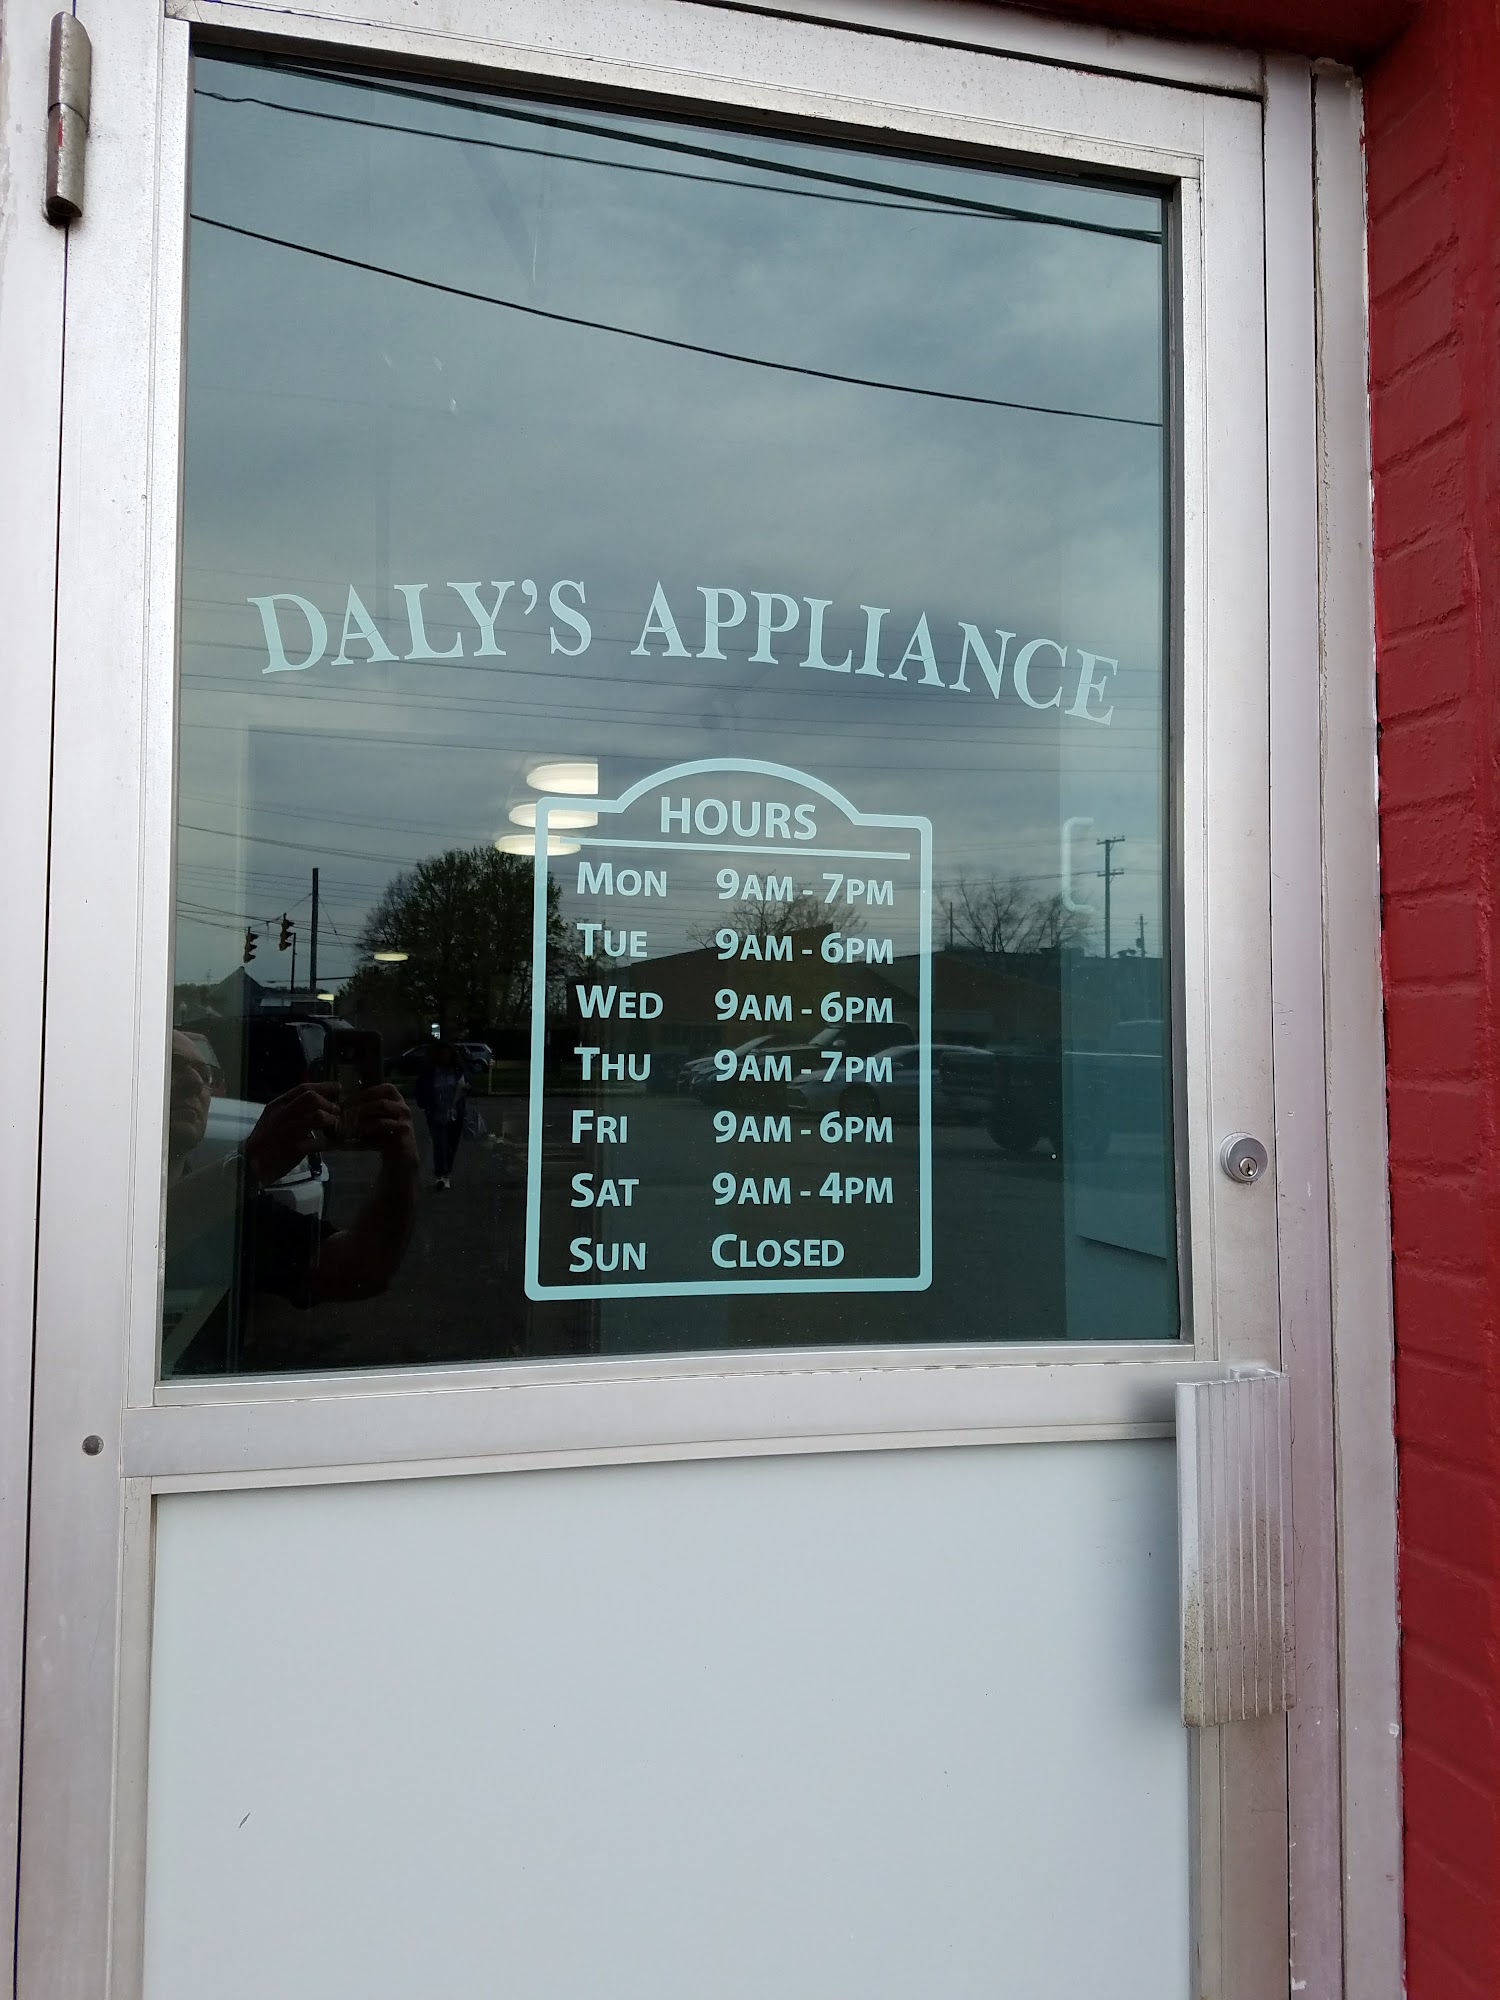 DALY'S APPLIANCE
HOURS
MON 9AM - 7PM
TUE 9AM - 6PM
WED 9AM - 6PM
THU 9AM - 7PM
FRI 9AM - 6PM
SAT 9AM - 4PM
SUN CLOSED